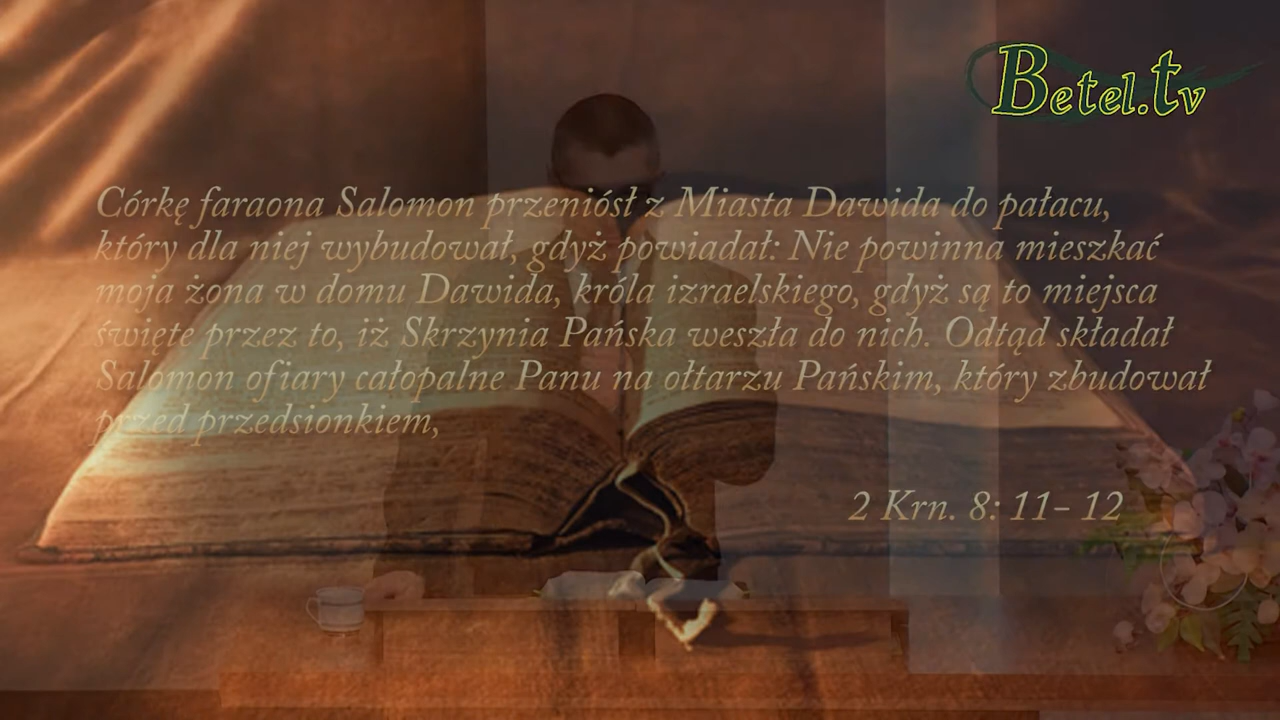 Betel.tv
Córkę faraona Salomon przeniósł z Miasta Dawida do pałacu,
który dla niej wybudował, gdyż powiadał: Nie powinna mieszkać
moja żona w domu Dawida, króla izraelskiego, gdyż są to miejsca
święte przez to, iż Skrzynia Pańska weszła do nich. Odtąd składał
Salomon ofiary całopalne Panu na ołtarzu Pańskim, który zbudował
przed przedsionkiem,
2 Krn. 8: 11- 12